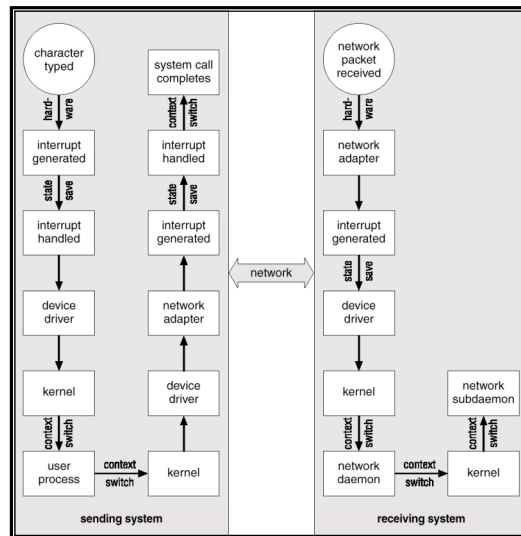 character
typed
hard-
ware
interrupt
generated
state
save
interrupt
handled
device
driver
kernel
context
switch
user
process
context
switch
kernel
device
driver
network
adapter
interrupt
generated
state
save
interrupt
handled
context
switch
system call
completes
sending system
network
network
packet
received
hard-
ware
network
adapter
interrupt
generated
state
save
device
driver
kernel
context
switch
network
daemon
context
switch
kernel
context
switch
network
subdaemon
receiving system